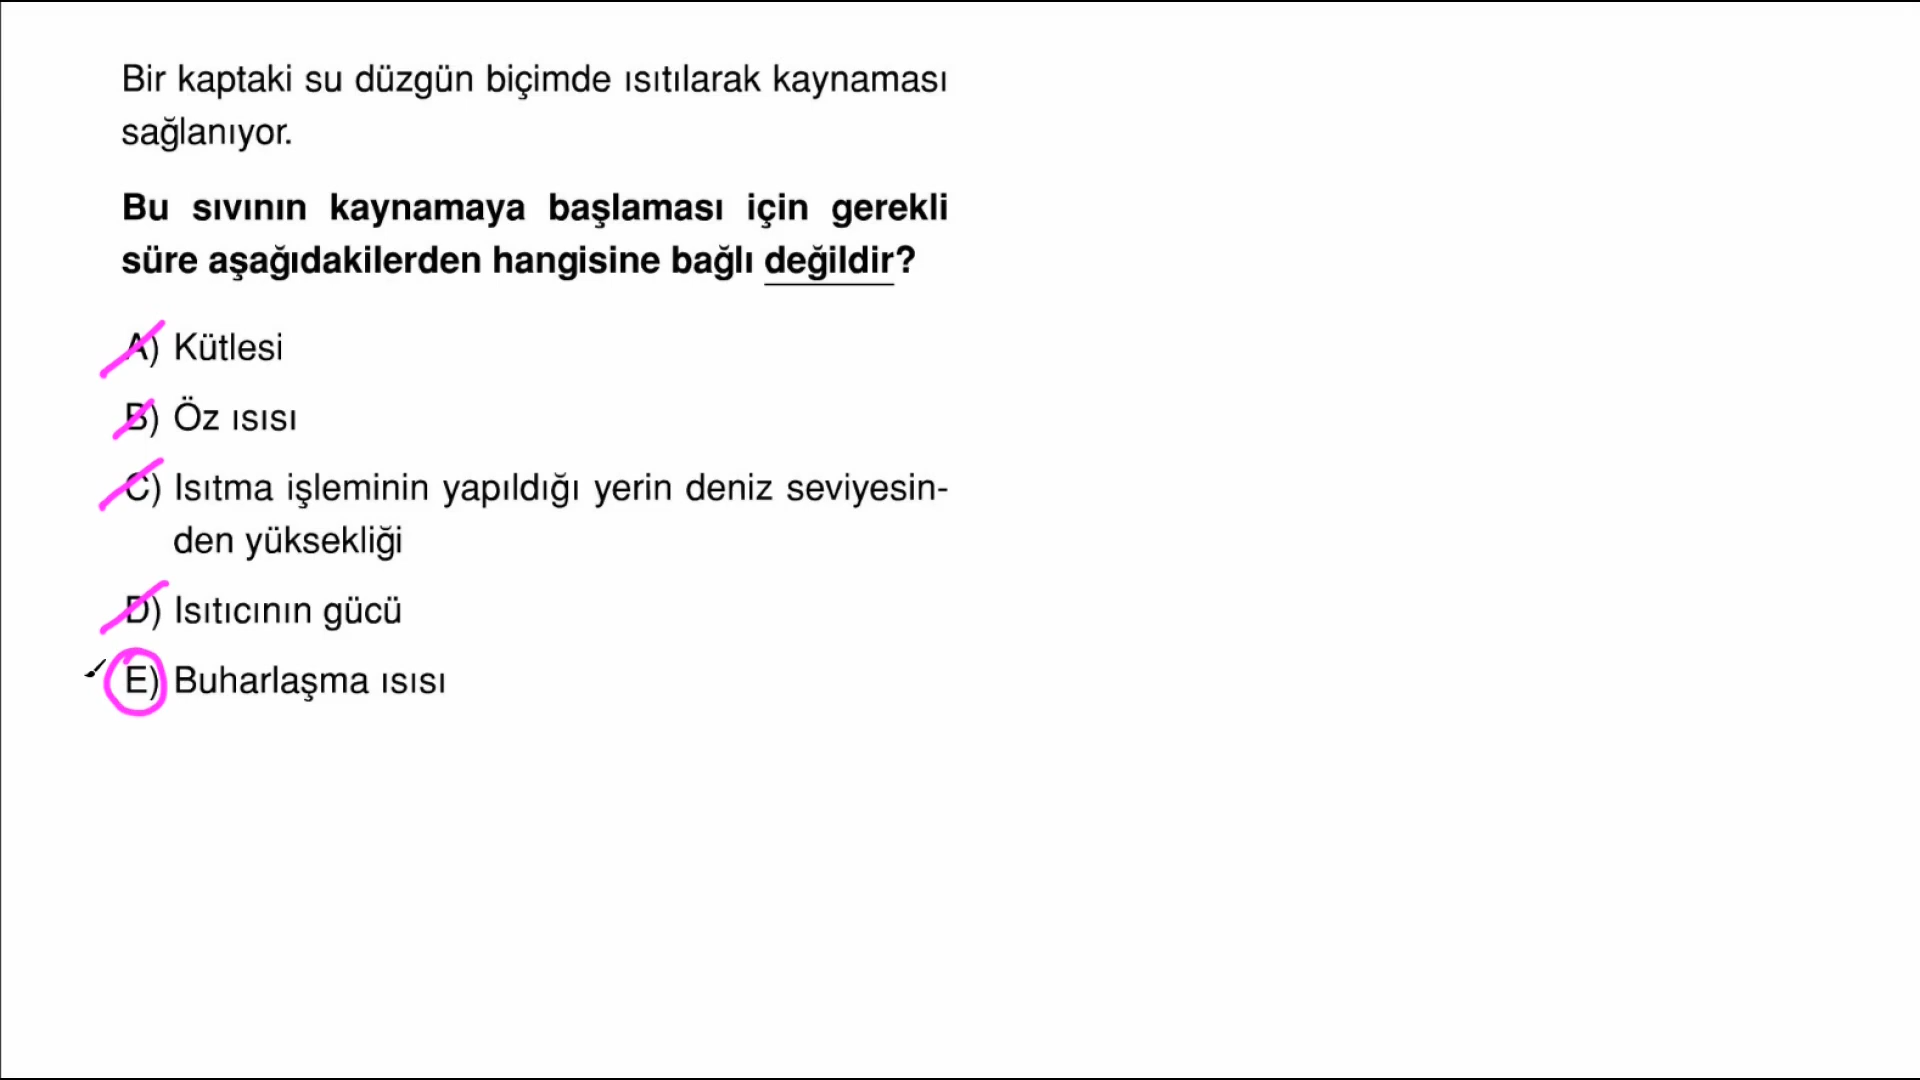 Bir kaptaki su düzgün biçimde ısıtılarak kaynaması
sağlanıyor.
Bu sıvının kaynamaya başlaması için gerekli
süre aşağıdakilerden hangisine bağlı değildir?
A) Kütlesi
B) Öz ısısı
C) Isıtma işleminin yapıldığı yerin deniz seviyesin-
den yüksekliği
D) Isıtıcının gücü
E) Buharlaşma ısısı